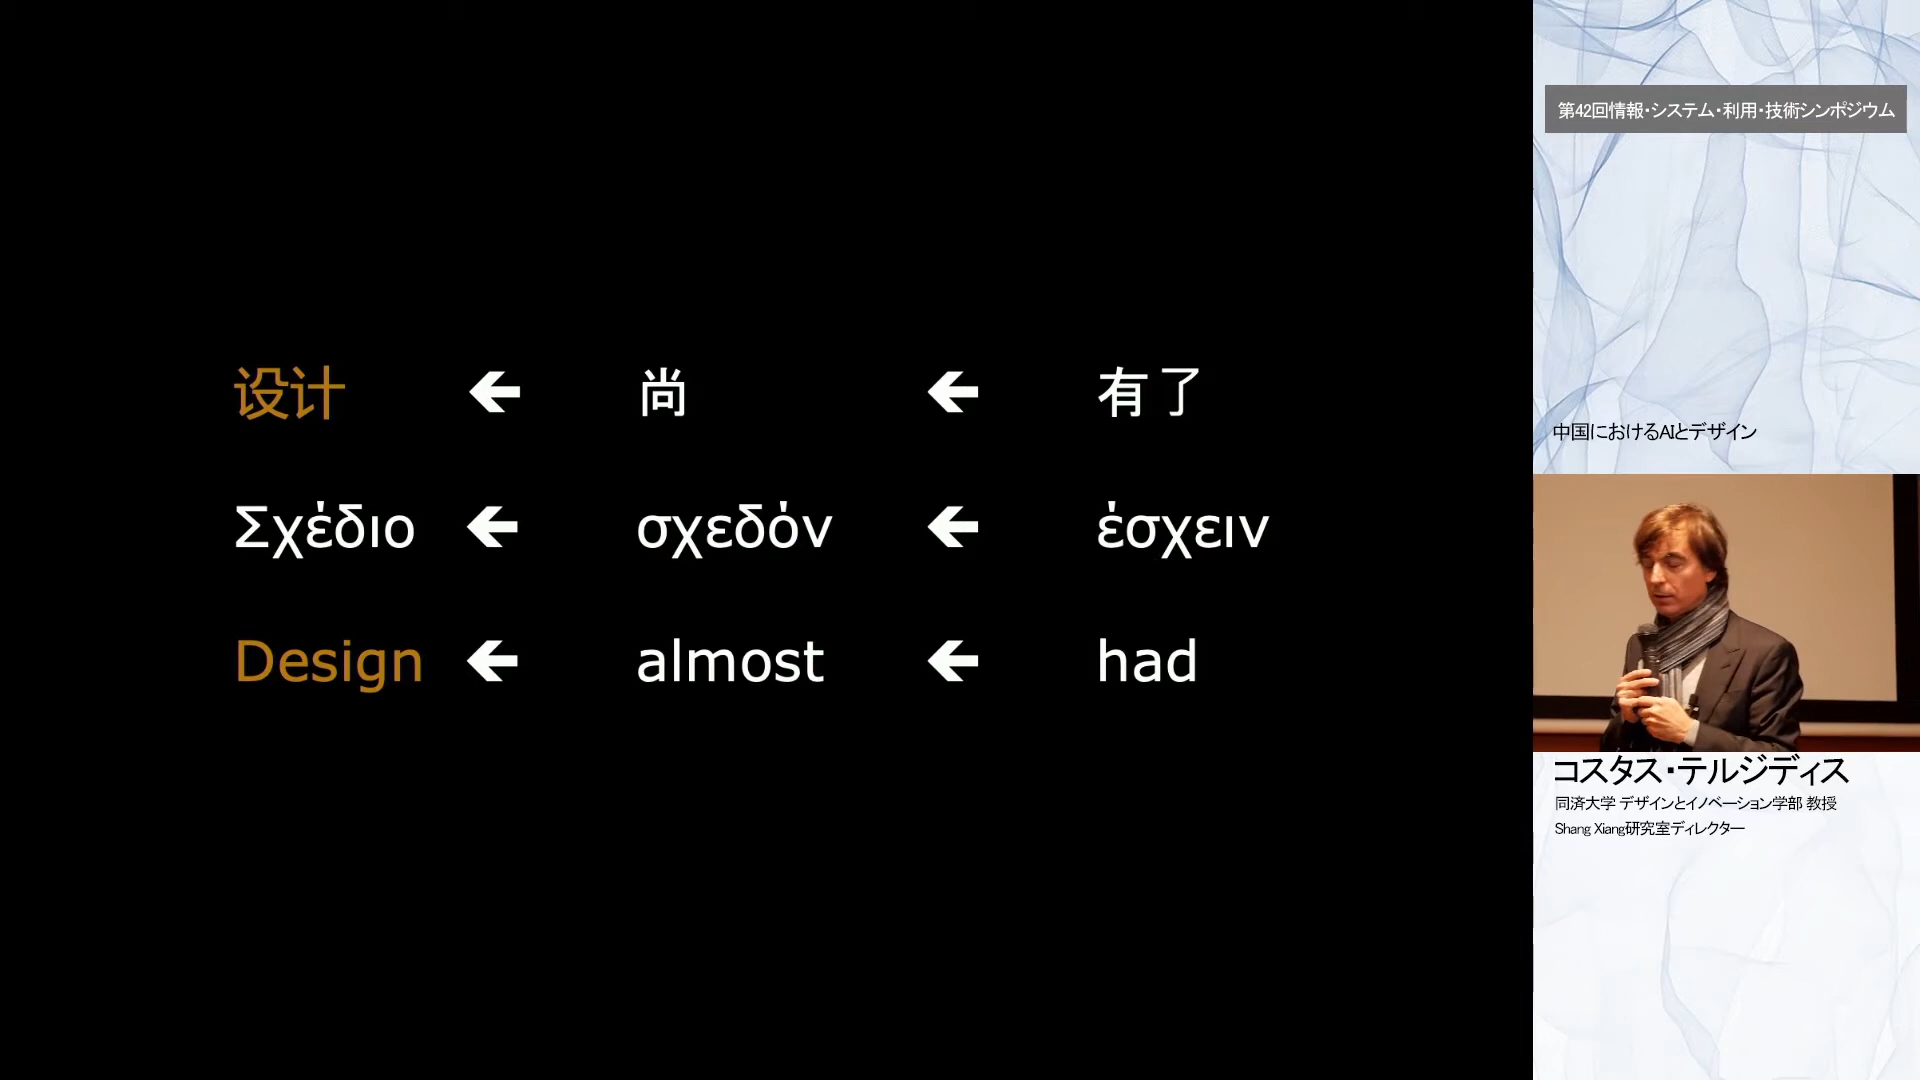 设计 🡸 尚 🡸 有了
Σχέδιο 🡸 σχεδόν 🡸 έσχειν
Design 🡸 almost 🡸 had
第42回情報・システム・利用・技術シンポジウム
中国におけるAIとデザイン
コスタス・テルジディス
同済大学 デザインとイノベーション学部 教授
Shang Xiang研究室ディレクター